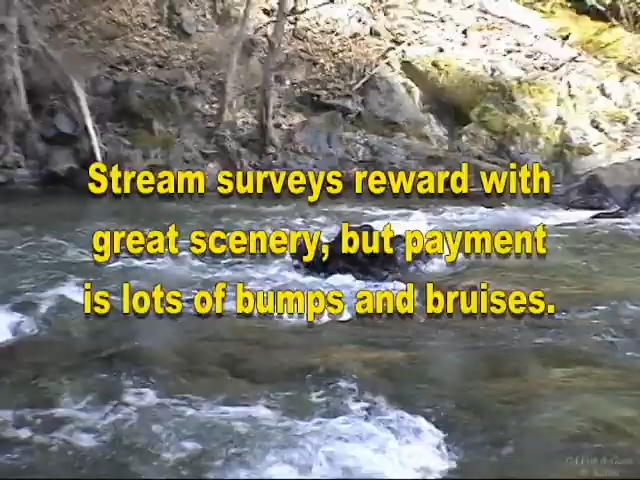 Stream surveys reward with
great scenery, but payment
is lots of bumps and bruises.